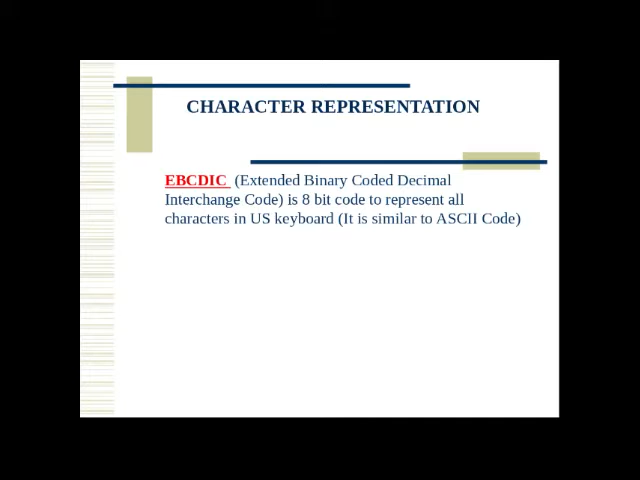 CHARACTER REPRESENTATION
EBCDIC (Extended Binary Coded Decimal
Interchange Code) is 8 bit code to represent all
characters in US keyboard (It is similar to ASCII Code)